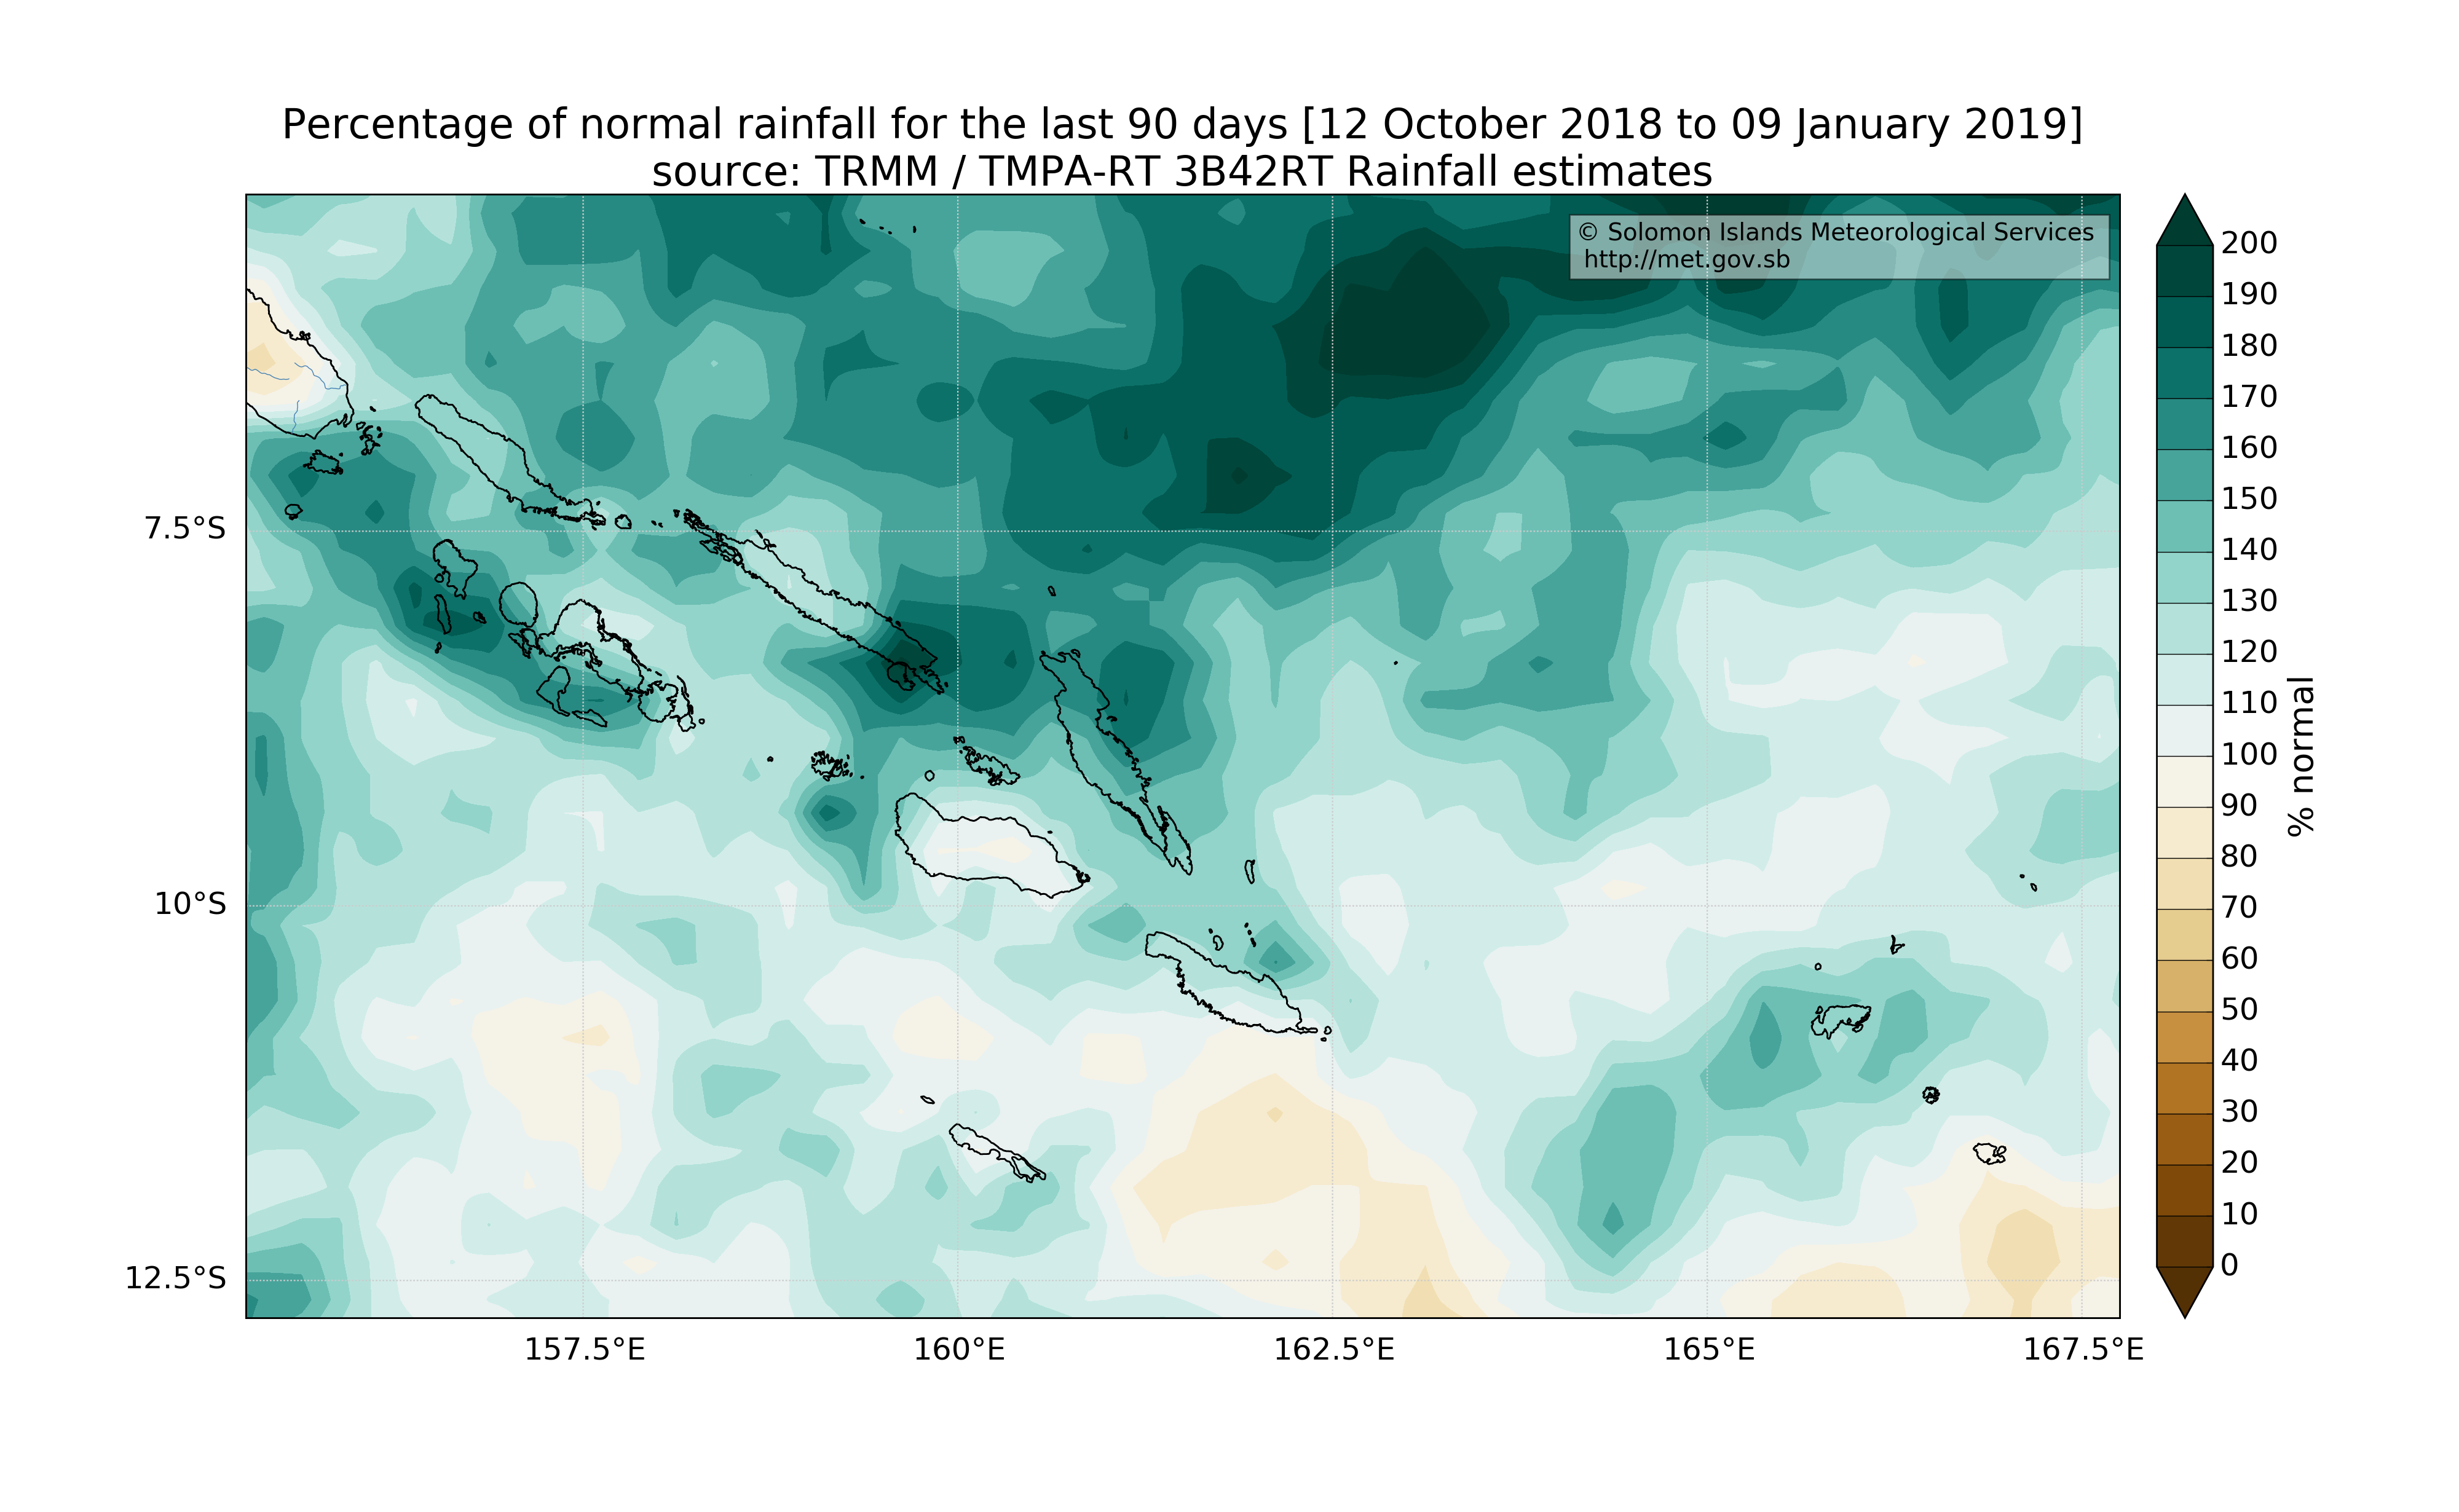 Percentage of normal rainfall for the last 90 days [12 October 2018 to 09 January 2019]
source: TRMM / TMPA-RT 3B42RT Rainfall estimates
© Solomon Islands Meteorological Services
http://met.gov.sb
7.5°S
10°S
12.5°S
157.5°E
160°E
162.5°E
165°E
167.5°E
200
190
180
170
160
150
140
130
120
110
100
90
80
70
60
50
40
30
20
10
0
% normal